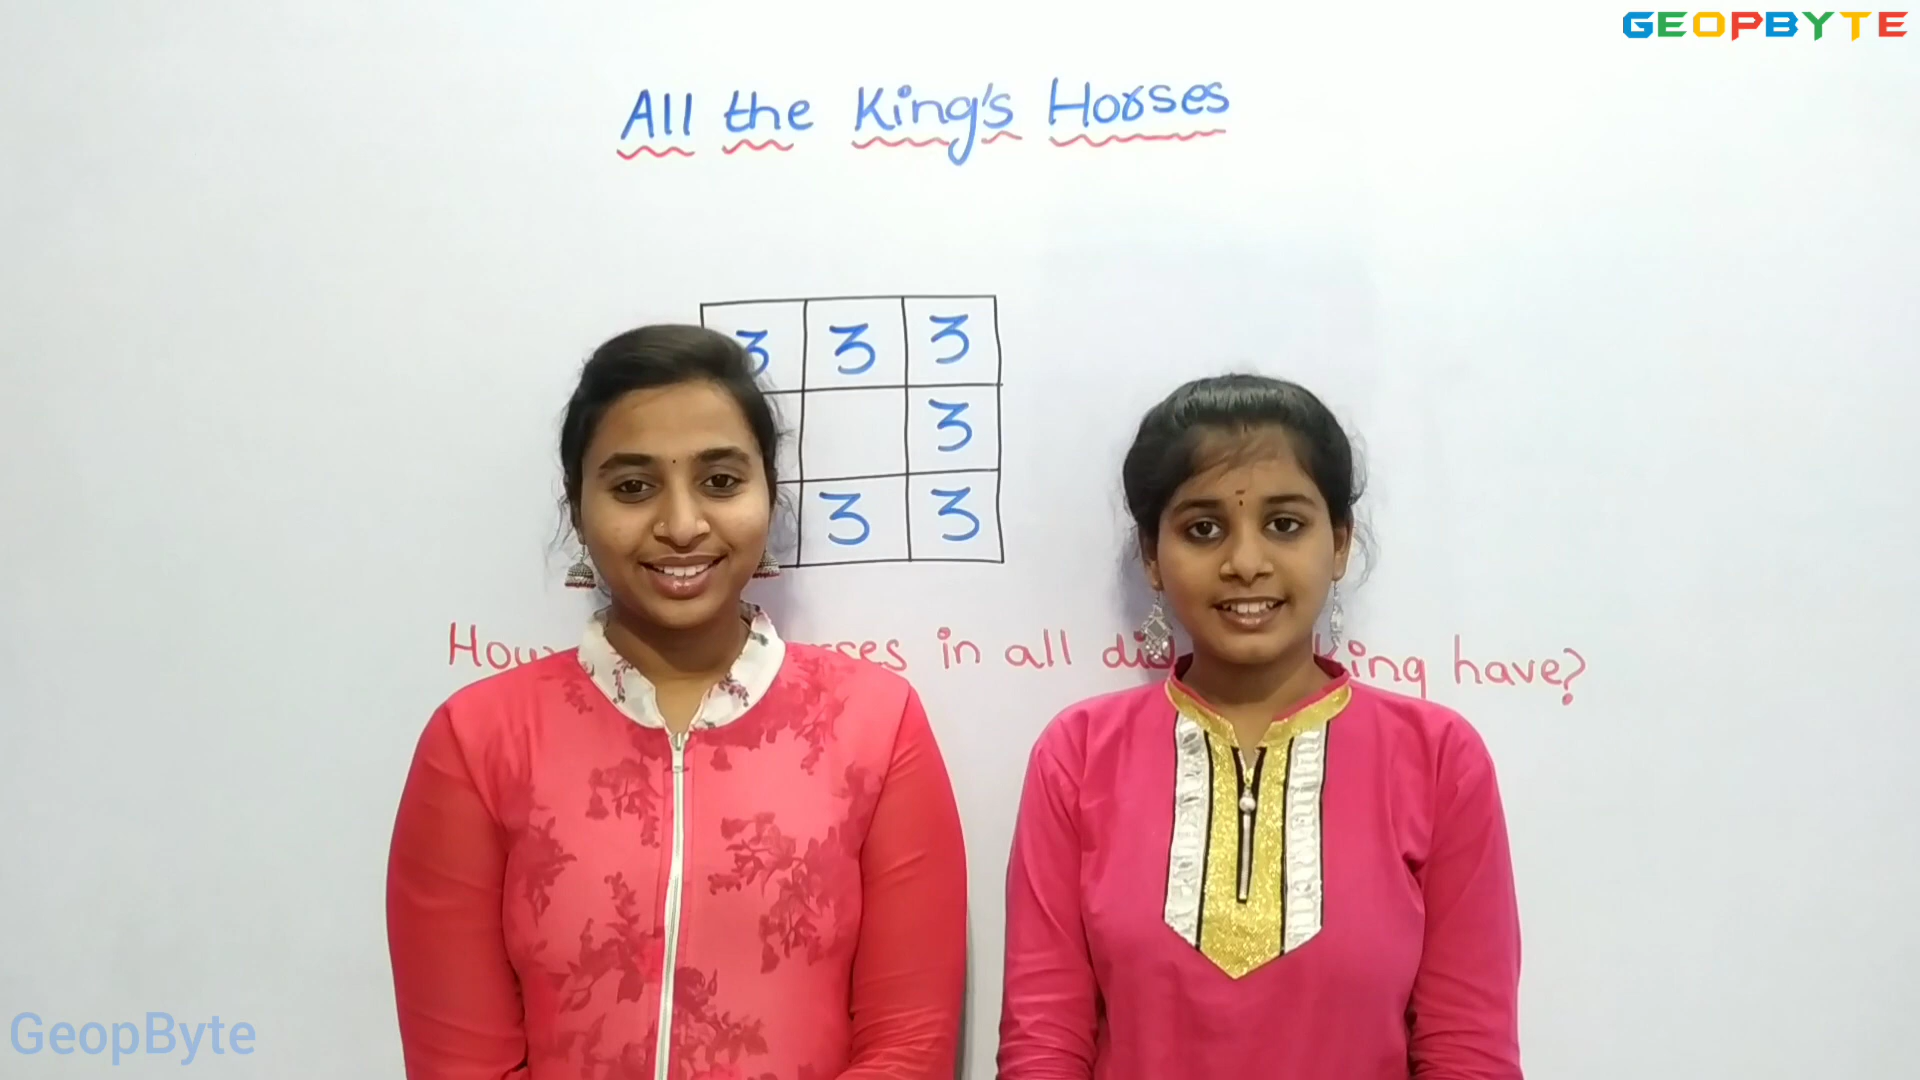 GEOPBYTE
All the King's Horses
3 3 3
3
3 3
in all have?
GeopByte